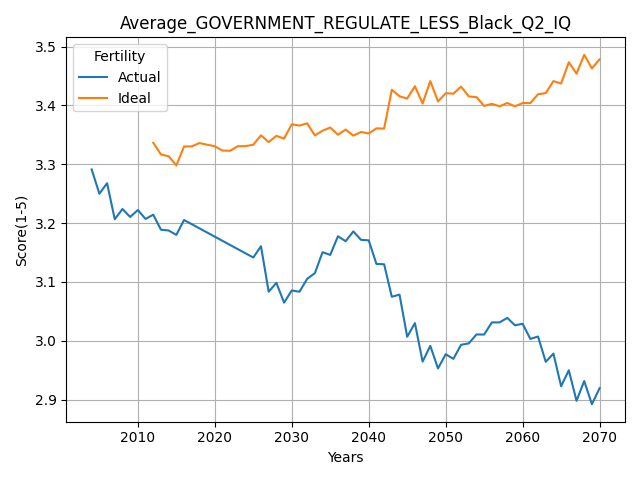 Average_GOVERNMENT_REGULATE_LESS_Black_Q2_IQ
Fertility
Actual
Ideal
3.5
3.4
3.3
3.2
3.1
3.0
2.9
Score(1-5)
2010 2020 2030 2040 2050 2060 2070
Years